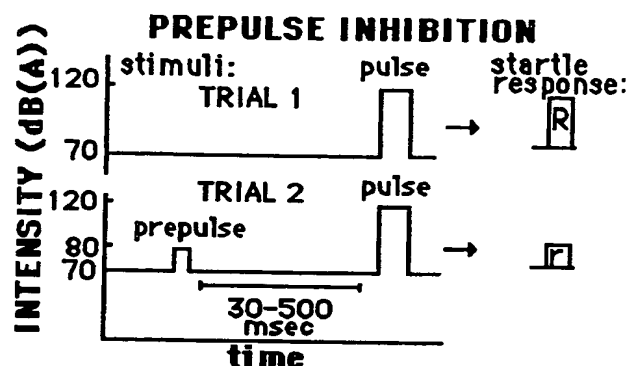 PREPULSE INHIBITION
INTENSITY (dB(A))
stimuli:
pulse
startle
response:
120
TRIAL 1
R
70
TRIAL 2
pulse
120
prepulse
80
r
70
30-500
msec
time